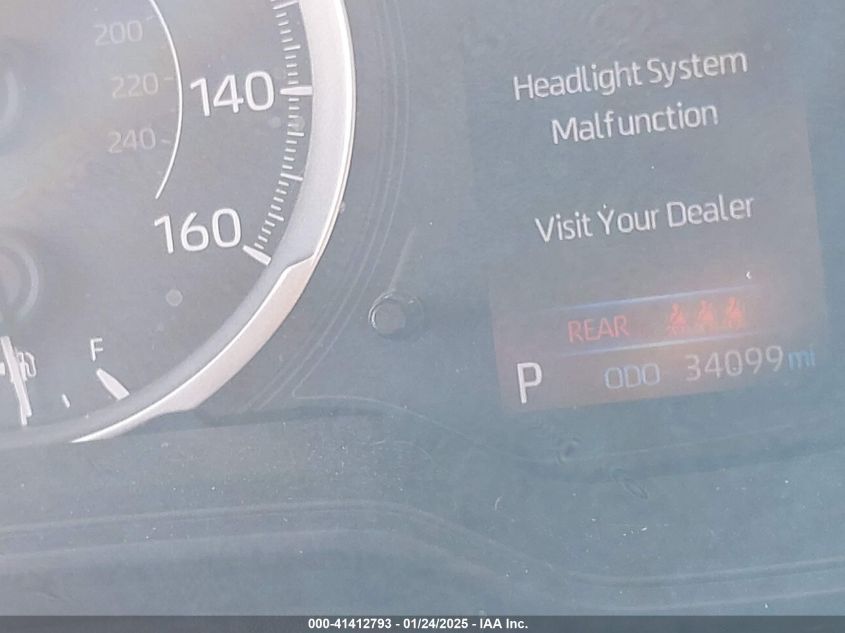 200
220
240
140
160
F
Headlight System
Malfunction
Visit Your Dealer
REAR
P ODO 34099 mi
000-41412793 - 01/24/2025 - IAA Inc.